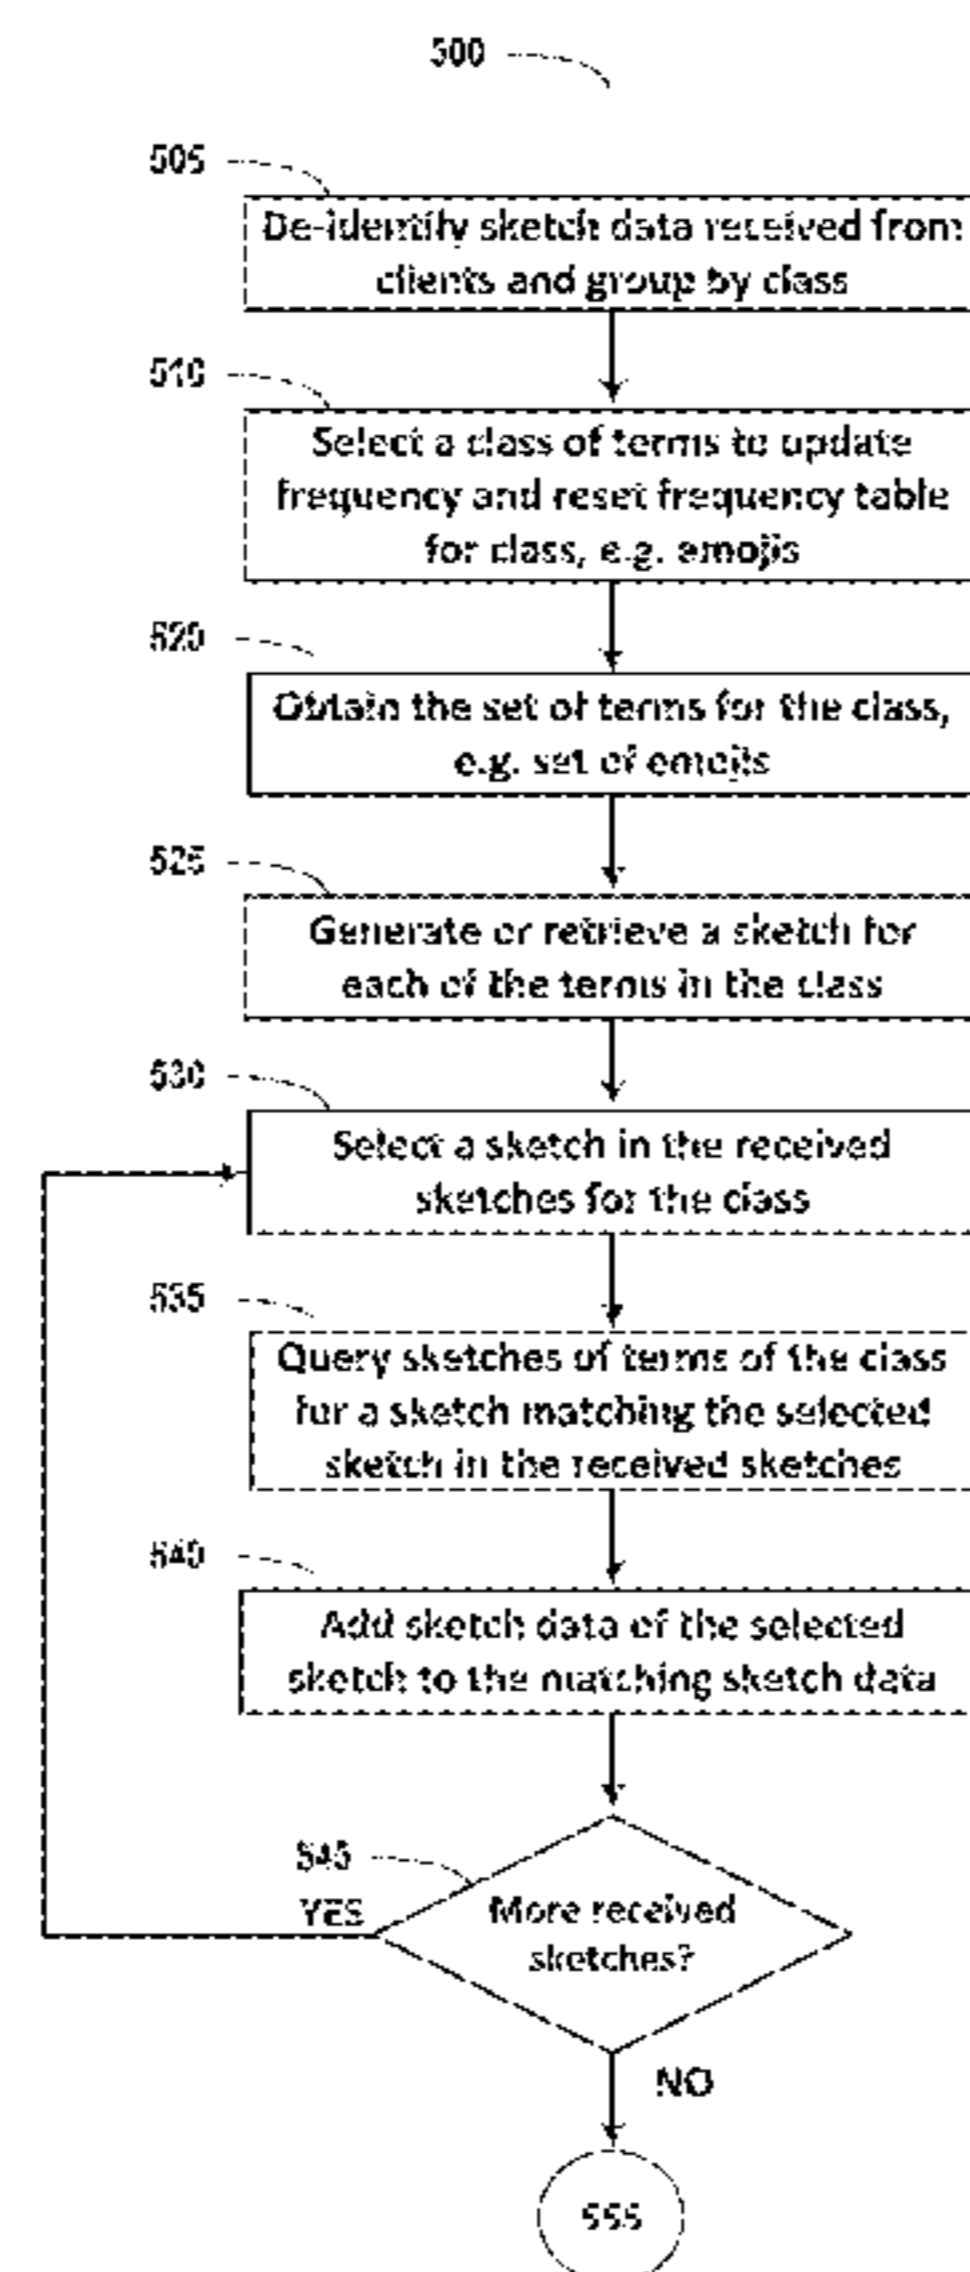 500
505
De-identify sketch data received from
clients and group by class
510
Select a class of terms to update
frequency and reset frequency table
for class, e.g. emojis
520
Obtain the set of terms for the class,
e.g. set of emojis
525
Generate or retrieve a sketch for
each of the terms in the class
530
Select a sketch in the received
sketches for the class
535
Query sketches of terms of the class
for a sketch matching the selected
sketch in the received sketches
540
Add sketch data of the selected
sketch to the matching sketch data
545
YES
More received
sketches?
NO
555